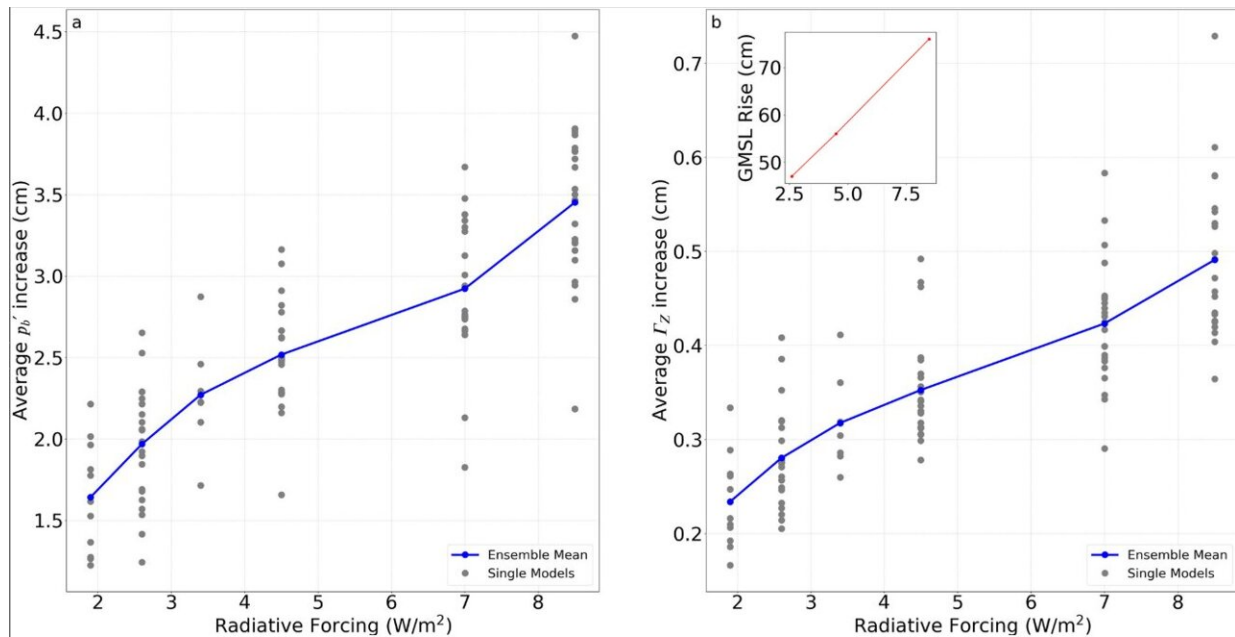 a
4.5
4.0
3.5
3.0
2.5
2.0
1.5
Average p_b′ increase (cm)
2 3 4 5 6 7 8
Radiative Forcing (W/m²)
Ensemble Mean
Single Models
b
0.7
0.6
0.5
0.4
0.3
0.2
Average Γ_Z increase (cm)
2 3 4 5 6 7 8
Radiative Forcing (W/m²)
Ensemble Mean
Single Models
GMSL Rise (cm)
70
60
50
2.5 5.0 7.5